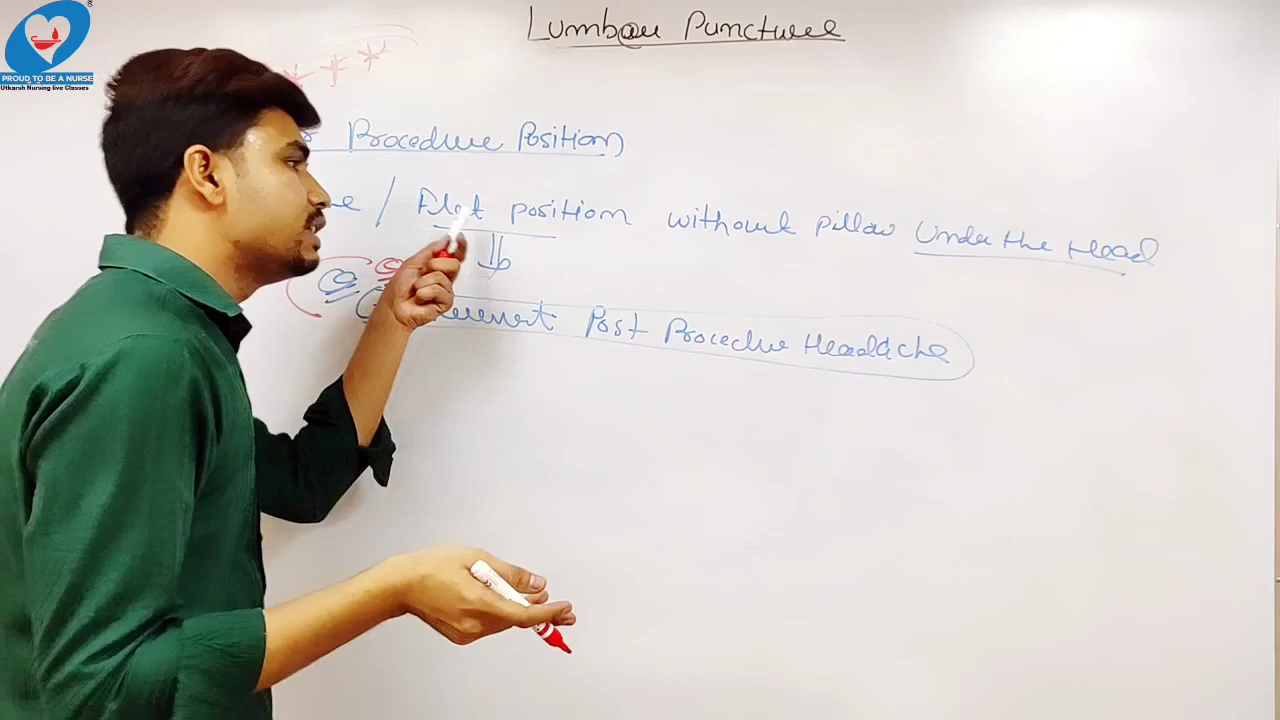 Lumbar Puncture
®
PROUD TO BE A NURSE
Utkarsh Nursing live Classes
Procedure Position
/ Flat position without pillow Under the Head
Post Procedure Headache